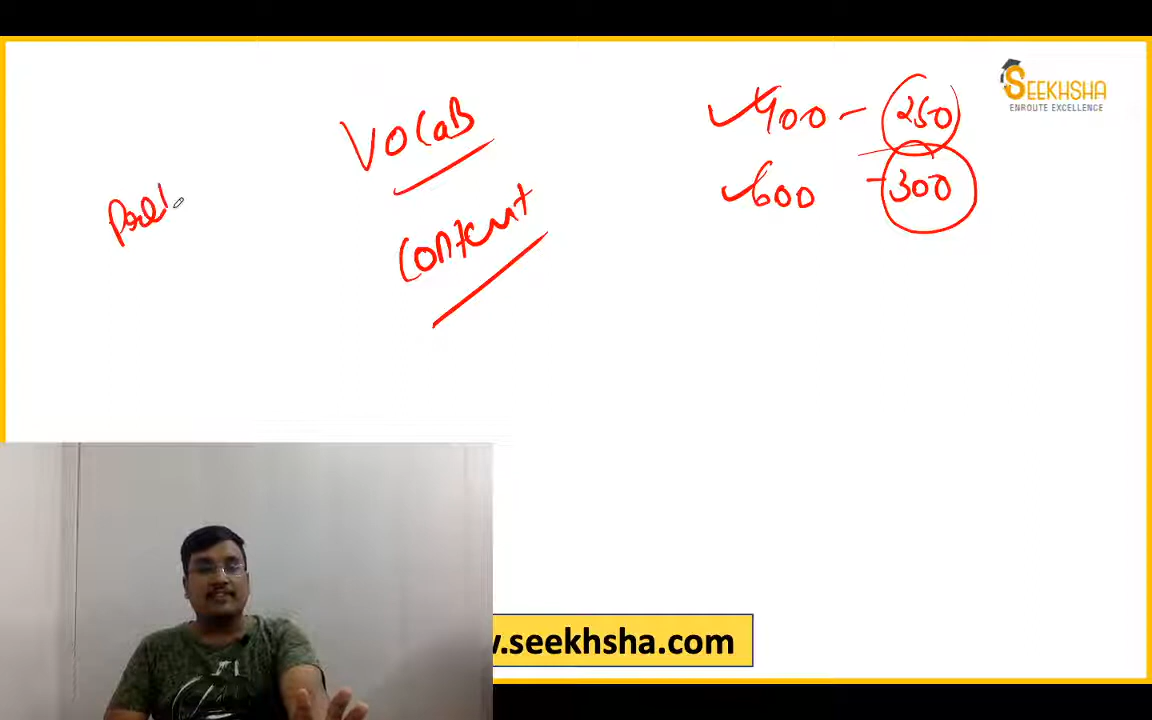 SEEKHSHA
ENROUTE EXCELLENCE
VOCAB
400 - 250
600 - 300
content
w.seekhsha.com